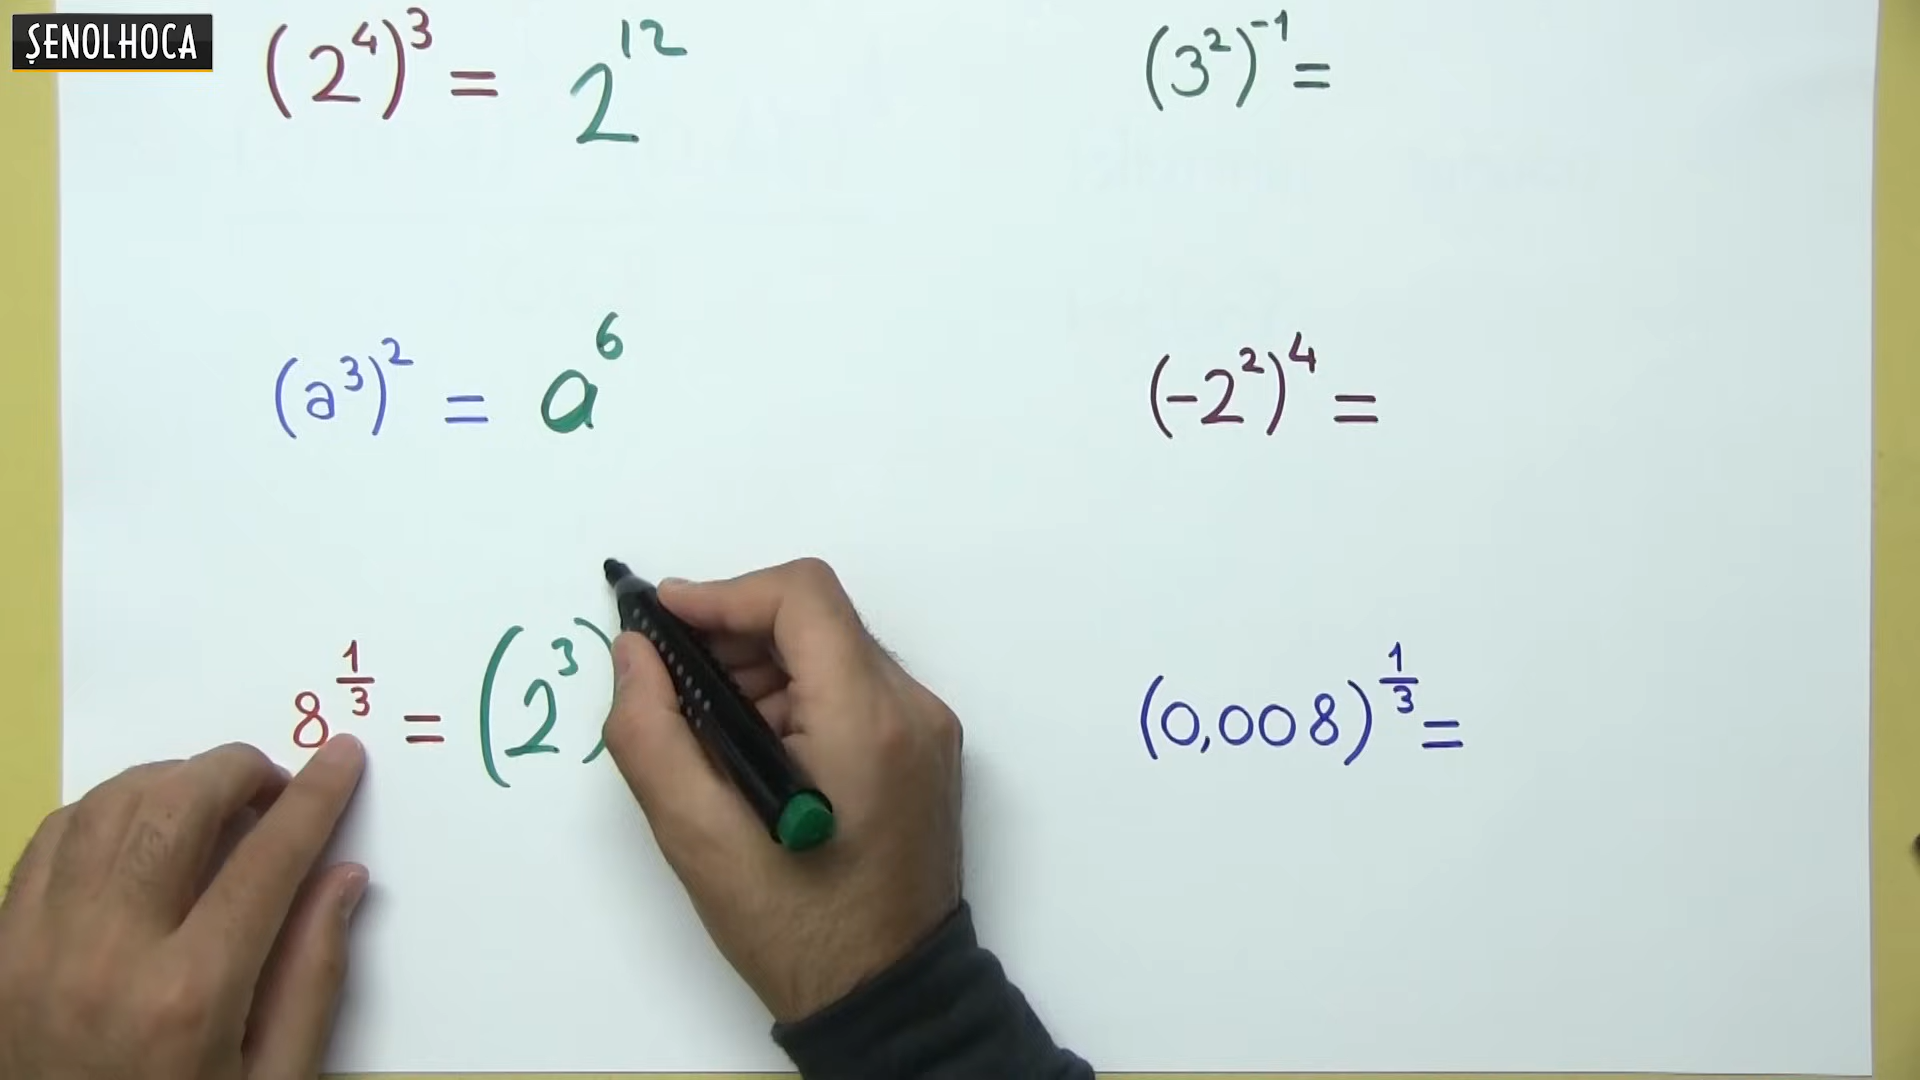 ŞENOLHOCA
(2⁴)³ = 2¹²
(3²)⁻¹ =
(a³)² = a⁶
(-2²)⁴ =
8^(1/3) = (2³)
(0,008)^(1/3) =